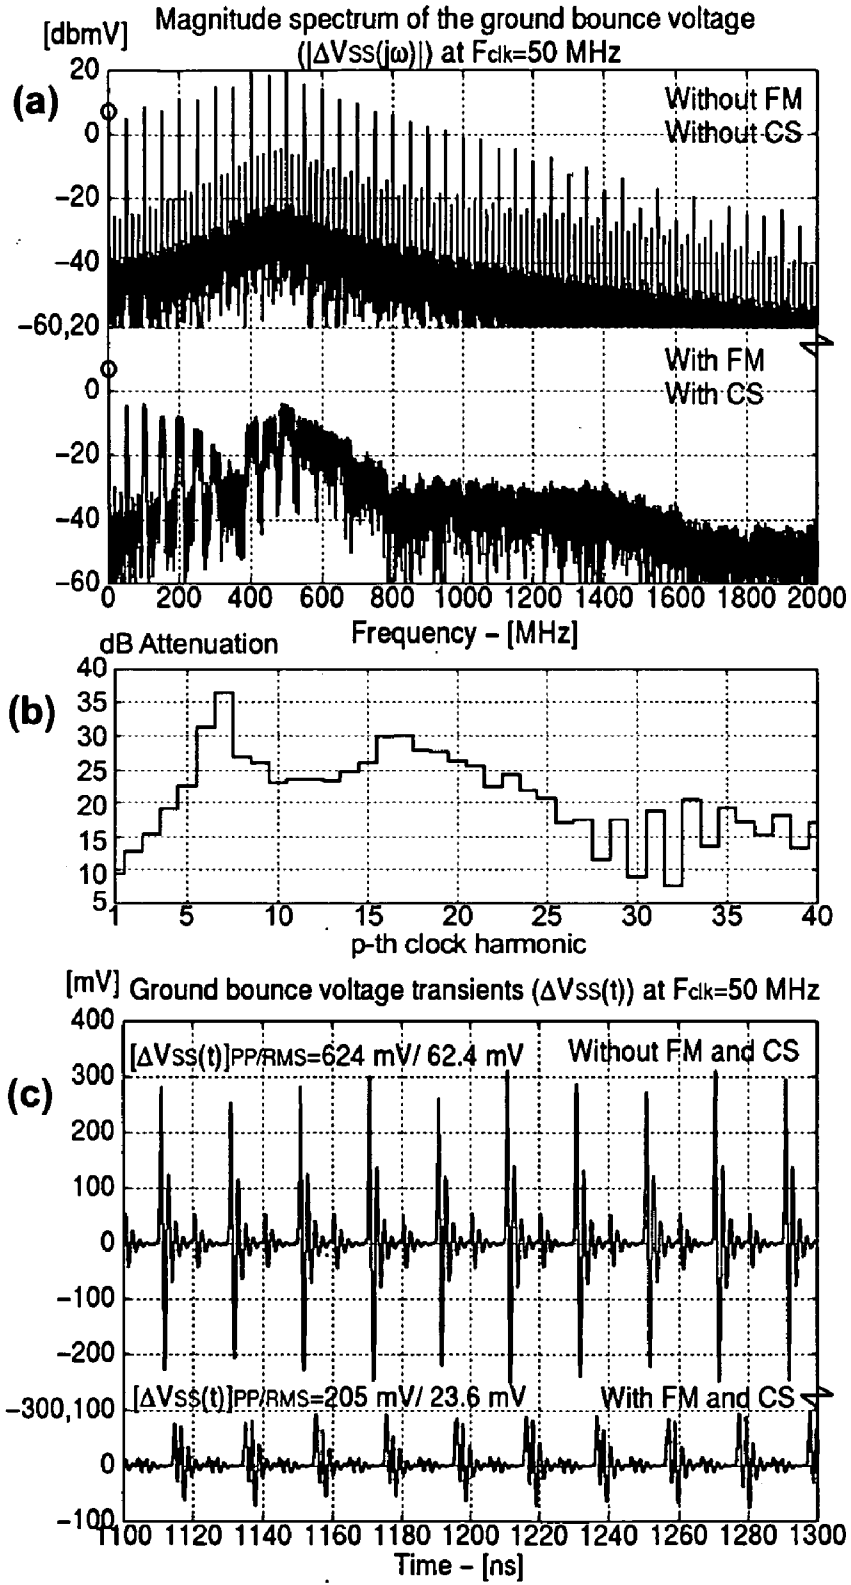 Magnitude spectrum of the ground bounce voltage
[dbmV] (|ΔVSS(jω)|) at Fclk=50 MHz
(a)
20
Without FM
0 Without CS
−20
−40
−60,20
With FM
0 With CS
−20
−40
−60
0 200 400 600 800 1000 1200 1400 1600 1800 2000
Frequency − [MHz]
dB Attenuation
(b)
40
35
30
25
20
15
10
5
1 5 10 15 20 25 30 35 40
p-th clock harmonic
[mV] Ground bounce voltage transients (ΔVSS(t)) at Fclk=50 MHz
(c)
400
[ΔVSS(t)]PP/RMS=624 mV/ 62.4 mV Without FM and CS
300
200
100
0
−100
−200
[ΔVSS(t)]PP/RMS=205 mV/ 23.6 mV With FM and CS
−300,100
0
−100
1100 1120 1140 1160 1180 1200 1220 1240 1260 1280 1300
Time − [ns]